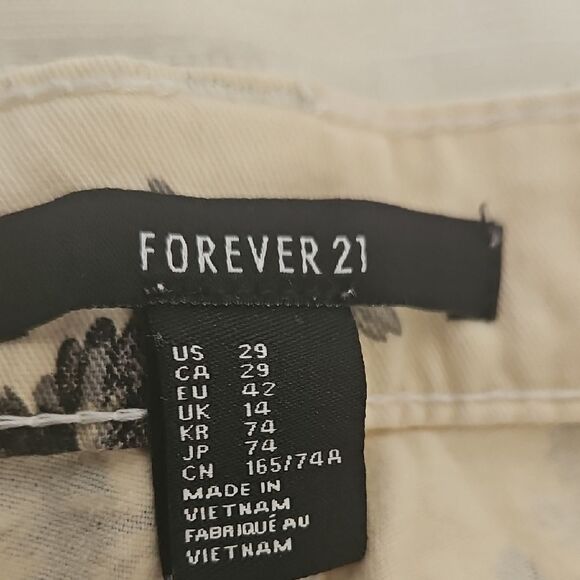 FOREVER 21
US 29
CA 29
EU 42
UK 14
KR 74
JP 74
CN 165/74A
MADE IN
VIETNAM
FABRIQUÉ AU
VIETNAM